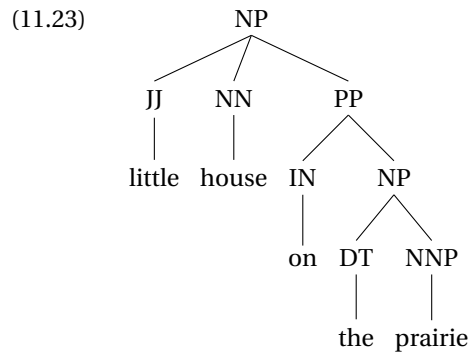 (11.23) NP
JJ NN PP
little house IN NP
on DT NNP
the prairie